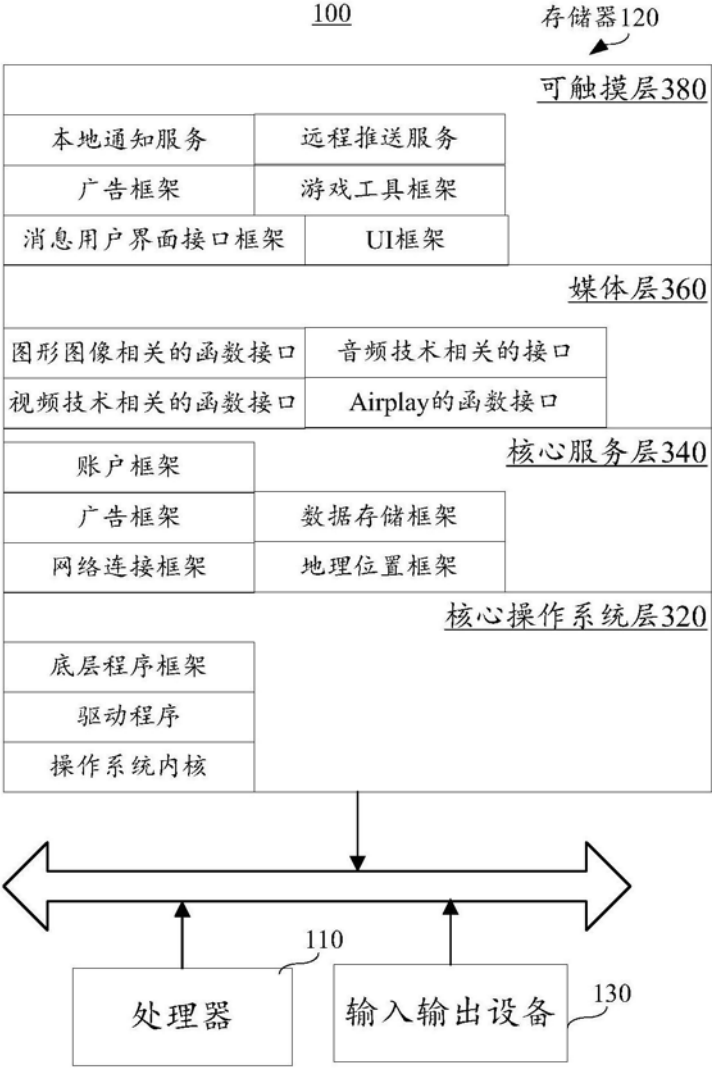 100
存储器120
可触摸层380
本地通知服务 远程推送服务
广告框架 游戏工具框架
消息用户界面接口框架 UI框架
媒体层360
图形图像相关的函数接口 音频技术相关的接口
视频技术相关的函数接口 Airplay的函数接口
核心服务层340
账户框架
广告框架 数据存储框架
网络连接框架 地理位置框架
核心操作系统层320
底层程序框架
驱动程序
操作系统内核
110
处理器
输入输出设备
130